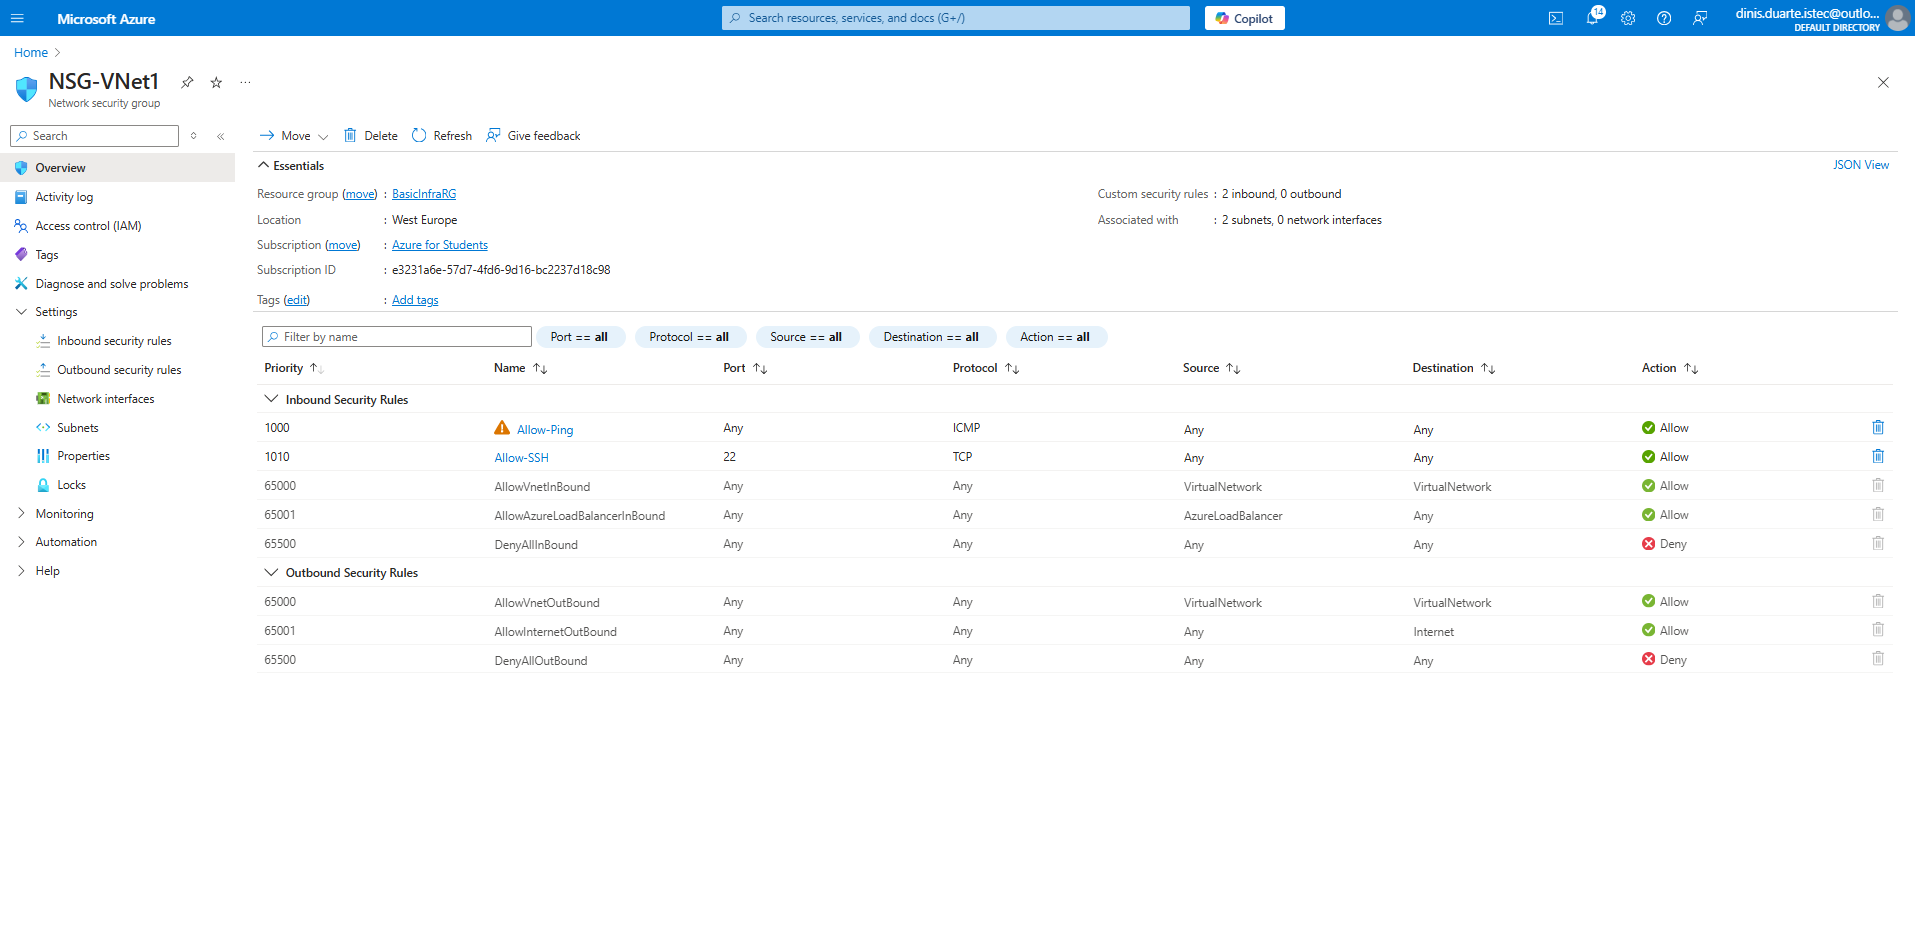 Microsoft Azure
Search resources, services, and docs (G+/)
Copilot
14
dinis.duarte.istec@outlo...
DEFAULT DIRECTORY
Home
NSG-VNet1
Network security group
Search
Move
Delete
Refresh
Give feedback
Overview
Activity log
Access control (IAM)
Tags
Diagnose and solve problems
Settings
Inbound security rules
Outbound security rules
Network interfaces
Subnets
Properties
Locks
Monitoring
Automation
Help
Essentials
JSON View
Resource group (move) : BasicInfraRG
Location : West Europe
Subscription (move) : Azure for Students
Subscription ID : e3231a6e-57d7-4fd6-9d16-bc2237d18c98
Tags (edit) : Add tags
Custom security rules : 2 inbound, 0 outbound
Associated with : 2 subnets, 0 network interfaces
Filter by name
Port == all
Protocol == all
Source == all
Destination == all
Action == all
Priority Name Port Protocol Source Destination Action
Inbound Security Rules
1000 Allow-Ping Any ICMP Any Any Allow
1010 Allow-SSH 22 TCP Any Any Allow
65000 AllowVnetInBound Any Any VirtualNetwork VirtualNetwork Allow
65001 AllowAzureLoadBalancerInBound Any Any AzureLoadBalancer Any Allow
65500 DenyAllInBound Any Any Any Any Deny
Outbound Security Rules
65000 AllowVnetOutBound Any Any VirtualNetwork VirtualNetwork Allow
65001 AllowInternetOutBound Any Any Any Internet Allow
65500 DenyAllOutBound Any Any Any Any Deny